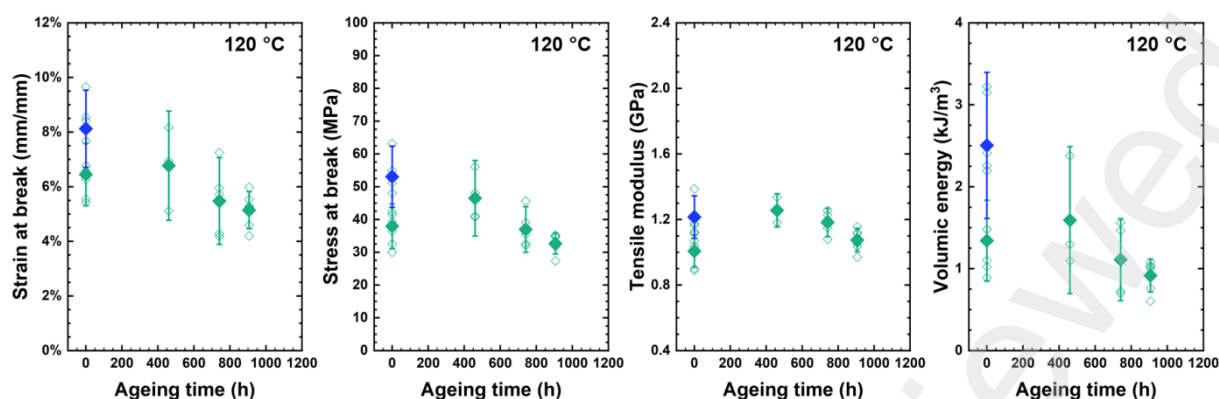 120 °C
Strain at break (mm/mm)
12%
10%
8%
6%
4%
2%
0%
0 200 400 600 800 1000 1200
Ageing time (h)
120 °C
Stress at break (MPa)
100
90
80
70
60
50
40
30
20
10
0
0 200 400 600 800 1000 1200
Ageing time (h)
120 °C
Tensile modulus (GPa)
2.4
2.0
1.6
1.2
0.8
0.4
0 200 400 600 800 1000 1200
Ageing time (h)
120 °C
Volumic energy (kJ/m³)
4
3
2
1
0
0 200 400 600 800 1000 1200
Ageing time (h)
iewed